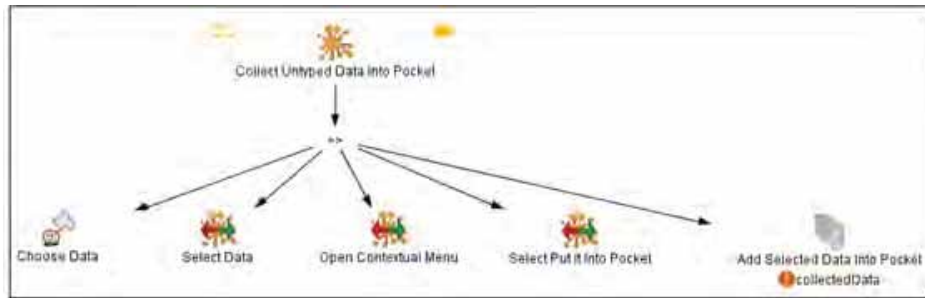 Collect Untyped Data Into Pocket
>>
Choose Data
Select Data
Open Contextual Menu
Select Put It Into Pocket
Add Selected Data Into Pocket
collectedData